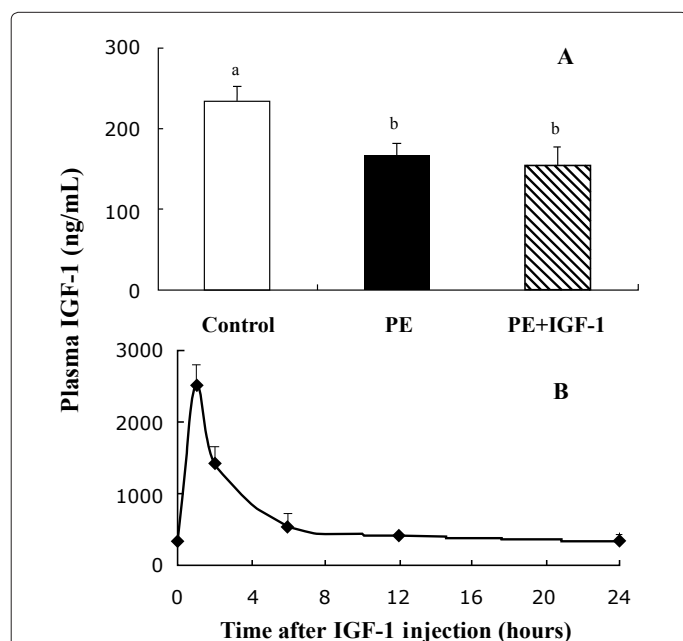 Plasma IGF-1 (ng/mL)
A
300
200
100
0
a
b
b
Control PE PE+IGF-1
B
3000
2000
1000
0
0 4 8 12 16 20 24
Time after IGF-1 injection (hours)